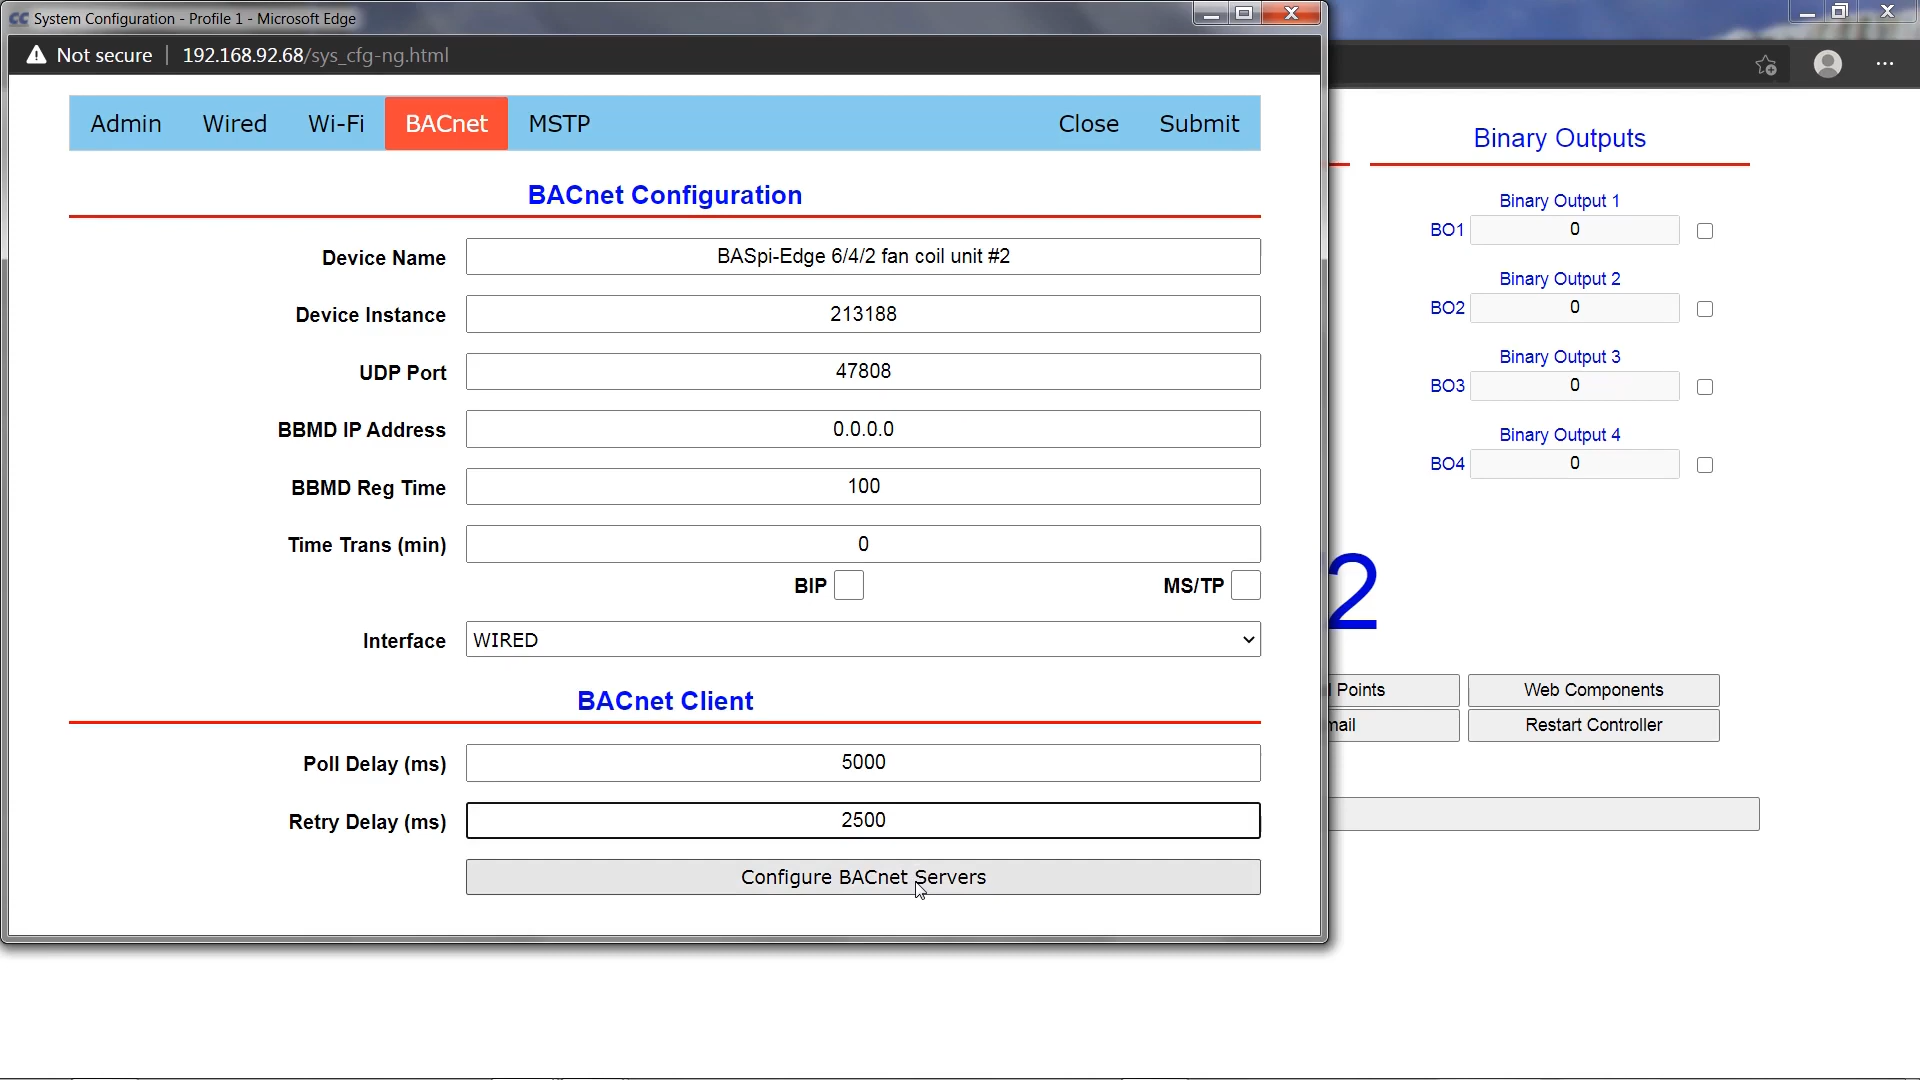 CC System Configuration - Profile 1 - Microsoft Edge
Not secure | 192.168.92.68/sys_cfg-ng.html
Admin Wired Wi-Fi BACnet MSTP Close Submit
BACnet Configuration
Device Name BASpi-Edge 6/4/2 fan coil unit #2
Device Instance 213188
UDP Port 47808
BBMD IP Address 0.0.0.0
BBMD Reg Time 100
Time Trans (min) 0
BIP MS/TP
Interface WIRED
BACnet Client
Poll Delay (ms) 5000
Retry Delay (ms) 2500
Configure BACnet Servers
Binary Outputs
Binary Output 1
BO1 0
Binary Output 2
BO2 0
Binary Output 3
BO3 0
Binary Output 4
BO4 0
2
Points Web Components
mail Restart Controller